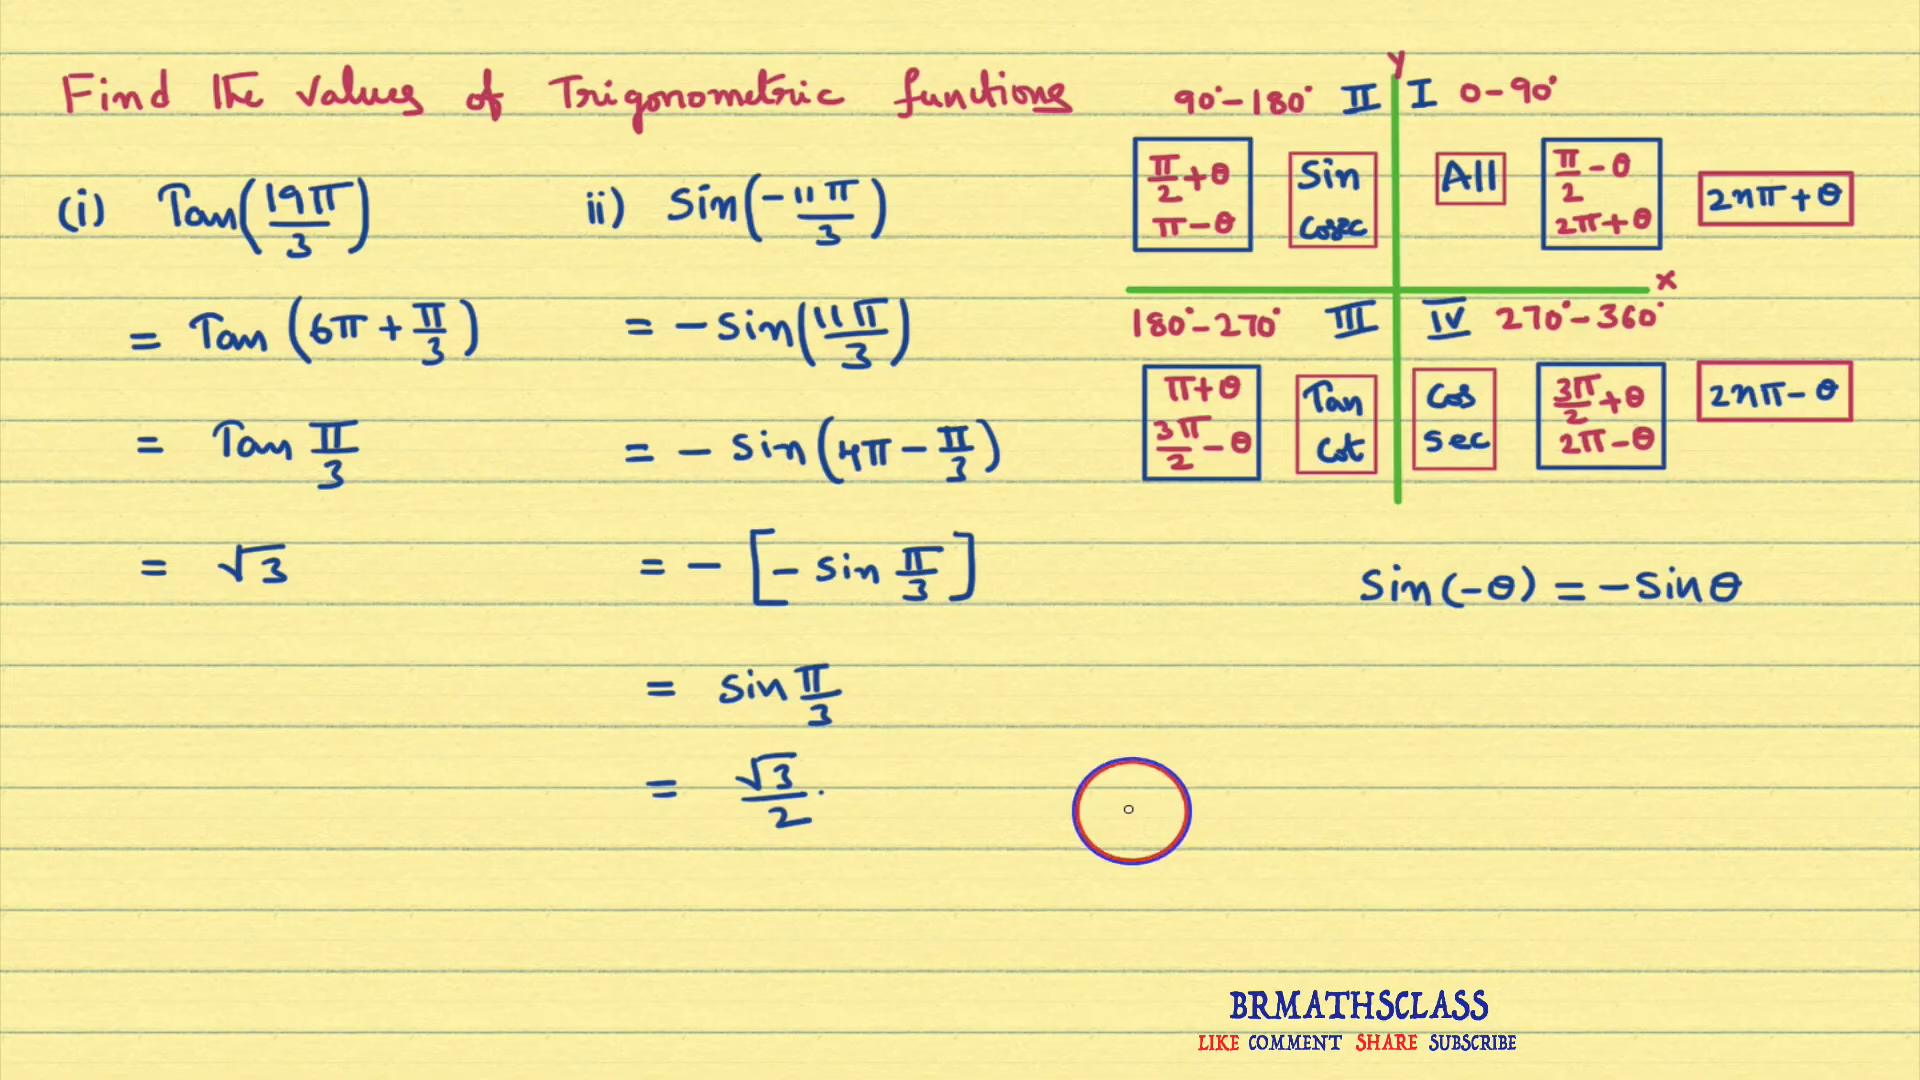 Find the values of Trigonometric functions
(i) Tan(19π/3)
= Tan (6π + π/3)
= Tan π/3
= √3
ii) Sin(-11π/3)
= - Sin(11π/3)
= - Sin(4π - π/3)
= - [- Sin π/3]
= Sin π/3
= √3/2.
Y
90° - 180° II I 0 - 90°
π/2 + θ
π - θ
Sin
Cosec
All
π/2 - θ
2π + θ
2nπ + θ
X
180° - 270° III IV 270° - 360°
π + θ
3π/2 - θ
Tan
Cot
Cos
Sec
3π/2 + θ
2π - θ
2nπ - θ
Sin(-θ) = - Sinθ
BRMATHSCLASS
LIKE COMMENT SHARE SUBSCRIBE